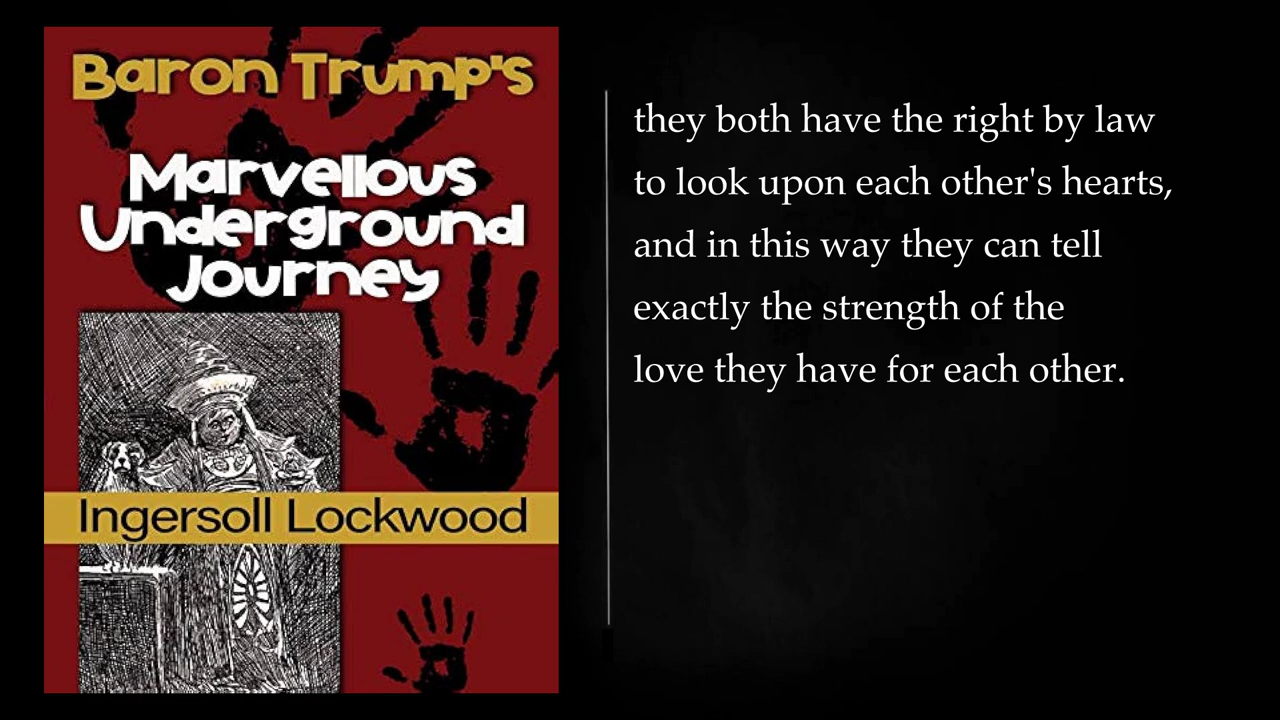 Baron Trump's
Marvellous
Underground
Journey
Ingersoll Lockwood
they both have the right by law
to look upon each other's hearts,
and in this way they can tell
exactly the strength of the
love they have for each other.